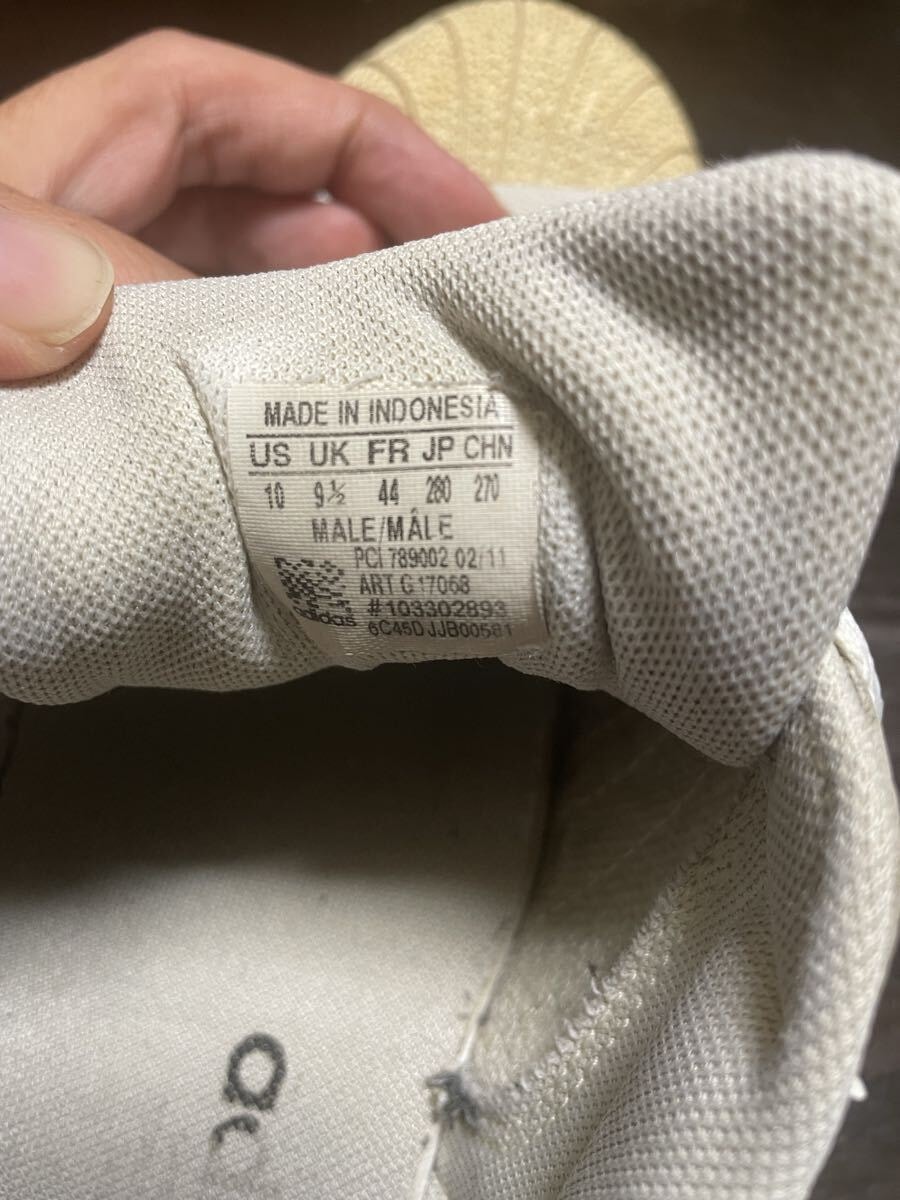 MADE IN INDONESIA
US UK FR JP CHN
10 9½ 44 280 270
MALE/MÂLE
PCI 789002 02/11
ART G17068
#103302893
adidas 6C45D JJB00581